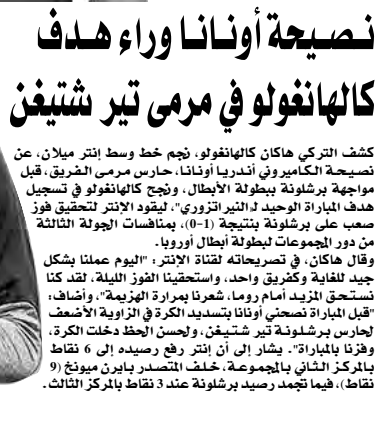 نصيحة أونانا وراء هدف
كالهانغولو في مرمى تير شتيغن
كشف التركي هاكان كالهانغولو، نجم خط وسط إنتر ميلان، عن
نصيحة الكاميروني أندريا أونانا، حارس مرمى الفريق، قبل
مواجهة برشلونة ببطولة الأبطال، ونجح كالهانغولو في تسجيل
هدف المباراة الوحيد لـ"النيراتزوري"، ليقود الإنتر لتحقيق فوز
صعب على برشلونة بنتيجة (1-0)، بمنافسات الجولة الثالثة
من دور المجموعات لبطولة أبطال أوروبا.
وقال هاكان، في تصريحاته لقناة الإنتر: "اليوم عملنا بشكل
جيد للغاية وكفريق واحد، واستحقينا الفوز الليلة، لقد كنا
نستحق المزيد أمام روما، شعرنا بمرارة الهزيمة"، وأضاف:
"قبل المباراة نصحني أونانا بتسديد الكرة في الزاوية الأضعف
لحارس برشلونة تير شتيغن، ولحسن الحظ دخلت الكرة،
وفزنا بالمباراة". يشار إلى أن إنتر رفع رصيده إلى 6 نقاط
بالمركز الثاني بالمجموعة، خلف المتصدر بايرن ميونخ (9
نقاط)، فيما تجمد رصيد برشلونة عند 3 نقاط بالمركز الثالث.